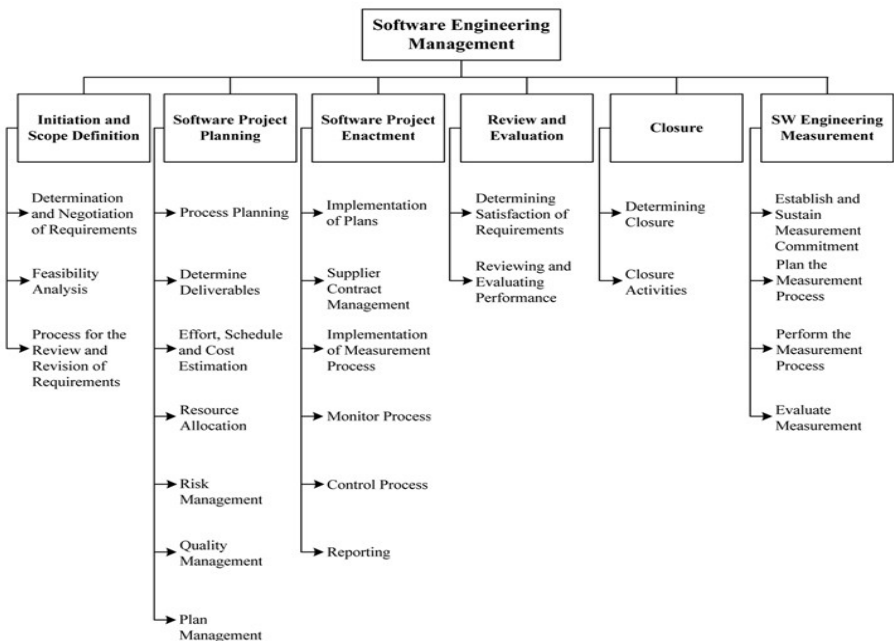 Software Engineering
Management
Initiation and
Scope Definition
Software Project
Planning
Software Project
Enactment
Review and
Evaluation
Closure
SW Engineering
Measurement
Determination
and Negotiation
of Requirements
Feasibility
Analysis
Process for the
Review and
Revision of
Requirements
Process Planning
Determine
Deliverables
Effort, Schedule
and Cost
Estimation
Resource
Allocation
Risk
Management
Quality
Management
Plan
Management
Implementation
of Plans
Supplier
Contract
Management
Implementation
of Measurement
Process
Monitor Process
Control Process
Reporting
Determining
Satisfaction of
Requirements
Reviewing and
Evaluating
Performance
Determining
Closure
Closure
Activities
Establish and
Sustain
Measurement
Commitment
Plan the
Measurement
Process
Perform the
Measurement
Process
Evaluate
Measurement